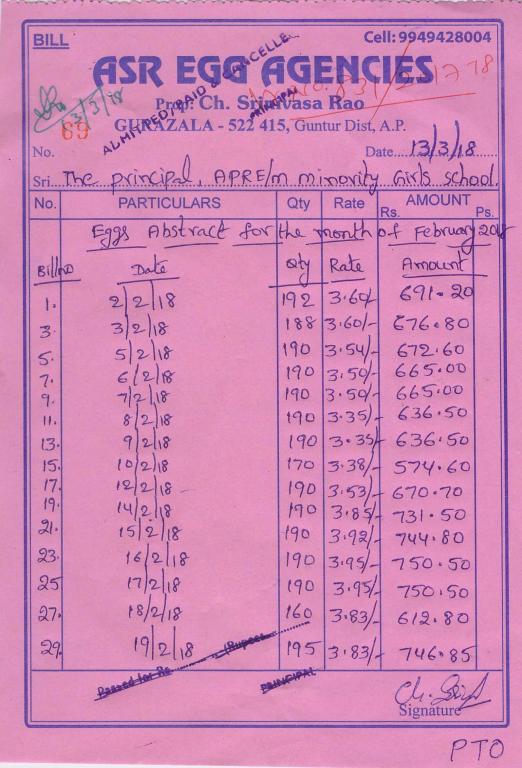 BILL Cell: 9949428004
ASR EGG AGENCIES
Prop: Ch. Srinivasa Rao
GURAZALA - 522 415, Guntur Dist, A.P.
ADMITTED/PAID & CANCELLED
PRINCIPAL
13/3/18
69
No. Date 13/3/18
Sri. The principal, APRE/m minority Girls school.
No. PARTICULARS Qty Rate AMOUNT
Rs. Ps.
Eggs Abstract for the month of February 2018
Bill no Date Qty Rate Amount
1. 2/2/18 192 3.60/- 691.20
3. 3/2/18 188 3.60/- 676.80
5. 5/2/18 190 3.54/- 672.60
7. 6/2/18 190 3.50/- 665.00
9. 7/2/18 190 3.50/- 665.00
11. 8/2/18 190 3.35/- 636.50
13. 9/2/18 190 3.35/- 636.50
15. 10/2/18 170 3.38/- 574.60
17. 12/2/18 190 3.53/- 670.70
19. 14/2/18 190 3.85/- 731.50
21. 15/2/18 190 3.92/- 744.80
23. 16/2/18 190 3.95/- 750.50
25 17/2/18 190 3.95/- 750.50
27. 18/2/18 160 3.83/- 612.80
29. 19/2/18 195 3.83/- 746.85
Passed for Rs. (Rupees
PRINCIPAL
Signature
PTO